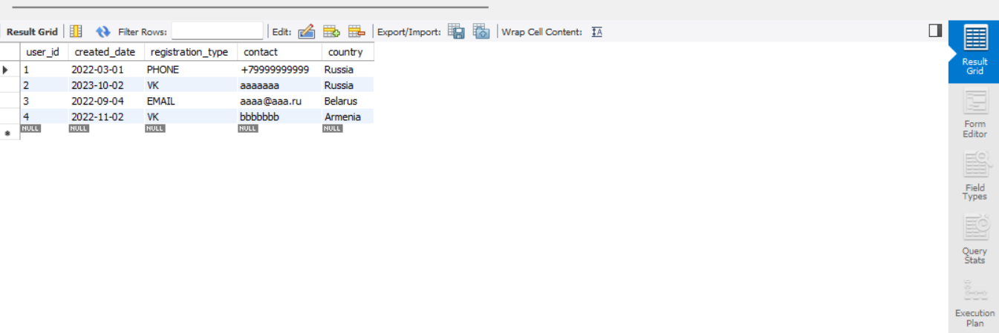 Result Grid Filter Rows: Edit: Export/Import: Wrap Cell Content: IA
user_id created_date registration_type contact country
1 2022-03-01 PHONE +79999999999 Russia
2 2023-10-02 VK aaaaaaa Russia
3 2022-09-04 EMAIL aaaa@aaa.ru Belarus
4 2022-11-02 VK bbbbbbb Armenia
NULL NULL NULL NULL NULL
Result
Grid
Form
Editor
Field
Types
Query
Stats
Execution
Plan